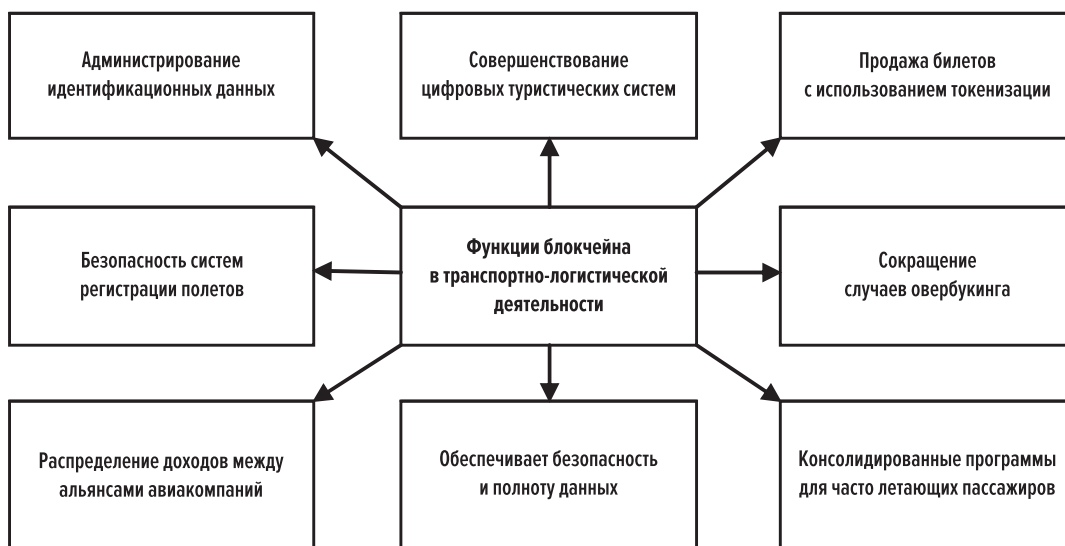 Администрирование
идентификационных данных
Совершенствование
цифровых туристических систем
Продажа билетов
с использованием токенизации
Безопасность систем
регистрации полетов
Функции блокчейна
в транспортно-логистической
деятельности
Сокращение
случаев овербукинга
Распределение доходов между
альянсами авиакомпаний
Обеспечивает безопасность
и полноту данных
Консолидированные программы
для часто летающих пассажиров